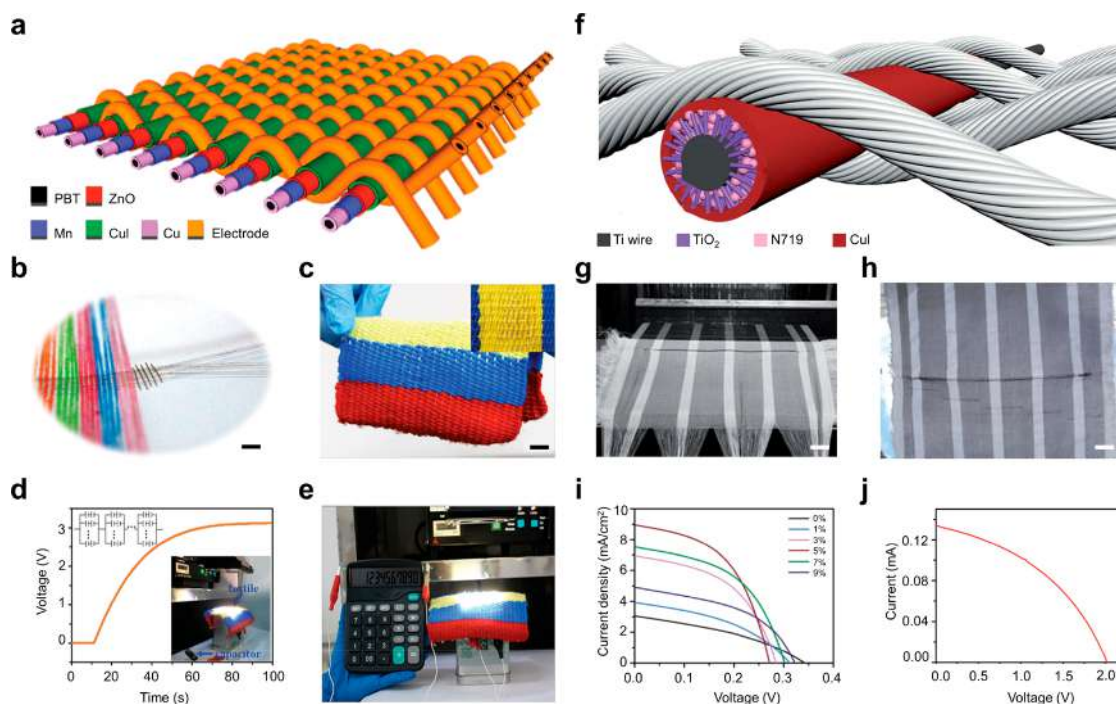 a
PBT ZnO
Mn CuI Cu Electrode
f
Ti wire TiO₂ N719 CuI
b
c
g
h
d
Voltage (V)
3
2
1
0
textile
capacitor
0 20 40 60 80 100
Time (s)
e
1234567890
i
Current density (mA/cm²)
10
8
6
4
2
0
0%
1%
3%
5%
7%
9%
0.0 0.1 0.2 0.3 0.4
Voltage (V)
j
Current (mA)
0.12
0.08
0.04
0.00
0.0 0.5 1.0 1.5 2.0
Voltage (V)